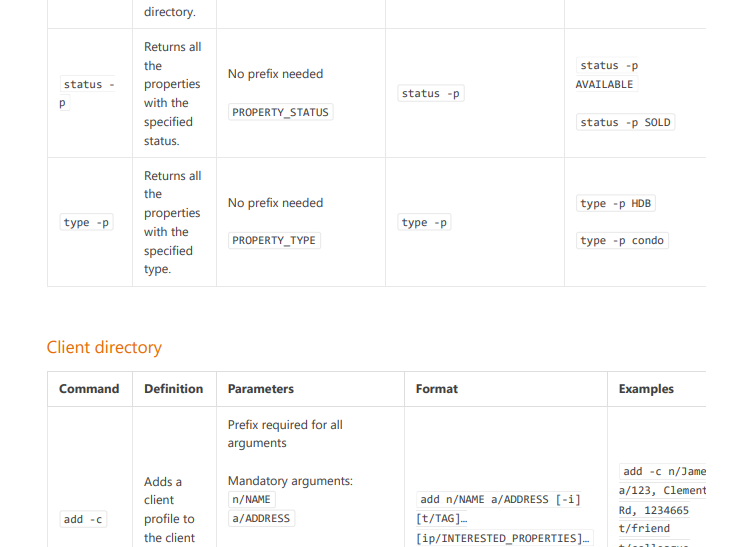 directory.
status -
p
Returns all
the
properties
with the
specified
status.
No prefix needed
PROPERTY_STATUS
status -p
status -p
AVAILABLE
status -p SOLD
type -p
Returns all
the
properties
with the
specified
type.
No prefix needed
PROPERTY_TYPE
type -p
type -p HDB
type -p condo
Client directory
Command Definition Parameters Format Examples
add -c
Adds a
client
profile to
the client
Prefix required for all
arguments
Mandatory arguments:
n/NAME
a/ADDRESS
add n/NAME a/ADDRESS [-i]
[t/TAG]…
[ip/INTERESTED_PROPERTIES]…
add -c n/Jame
a/123, Clement
Rd, 1234665
t/friend